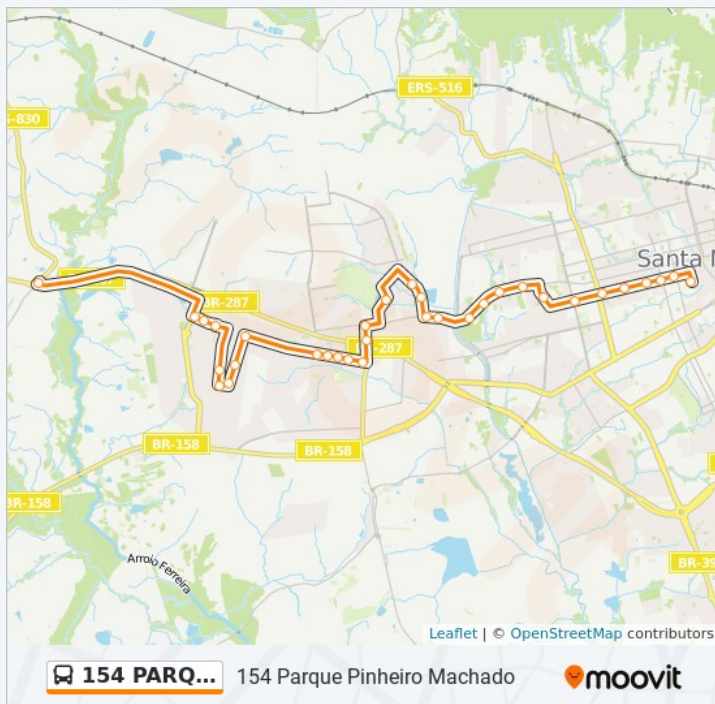 ERS-516
S-830
Santa M
BR-287
BR-287
BR-158
BR-158
BR-158
BR-39
Arroio Ferreira
Leaflet | © OpenStreetMap contributors
154 PARQ...
154 Parque Pinheiro Machado
moovit